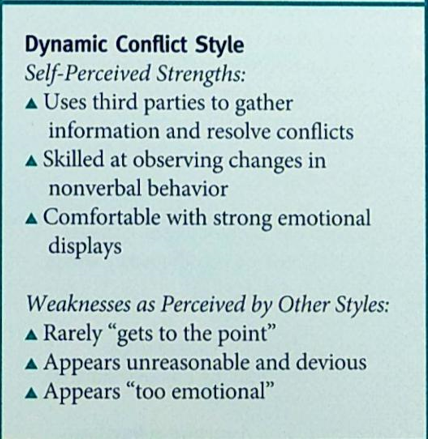 Dynamic Conflict Style
Self-Perceived Strengths:
▲ Uses third parties to gather
information and resolve conflicts
▲ Skilled at observing changes in
nonverbal behavior
▲ Comfortable with strong emotional
displays
Weaknesses as Perceived by Other Styles:
▲ Rarely “gets to the point”
▲ Appears unreasonable and devious
▲ Appears “too emotional”